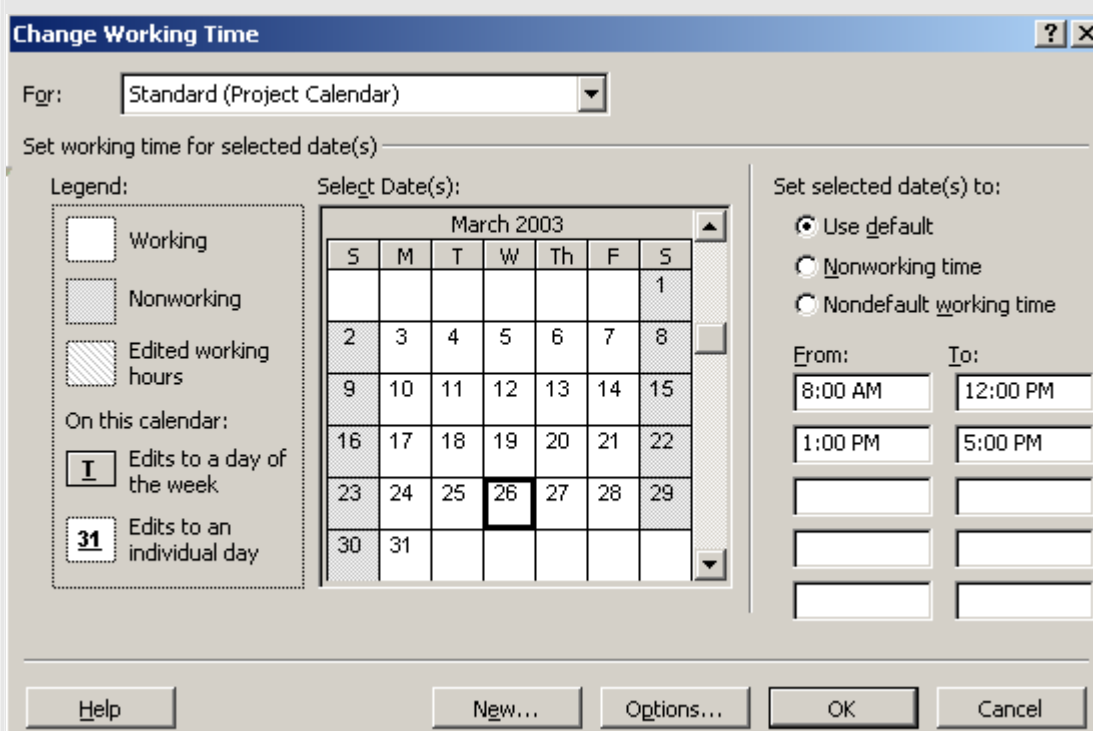 Change Working Time
For: Standard (Project Calendar)
Set working time for selected date(s)
Legend:
Working
Nonworking
Edited working
hours
On this calendar:
T Edits to a day of
the week
31 Edits to an
individual day
Select Date(s):
March 2003
S M T W Th F S
1
2 3 4 5 6 7 8
9 10 11 12 13 14 15
16 17 18 19 20 21 22
23 24 25 26 27 28 29
30 31
Set selected date(s) to:
Use default
Nonworking time
Nondefault working time
From: To:
8:00 AM 12:00 PM
1:00 PM 5:00 PM
Help New... Options... OK Cancel